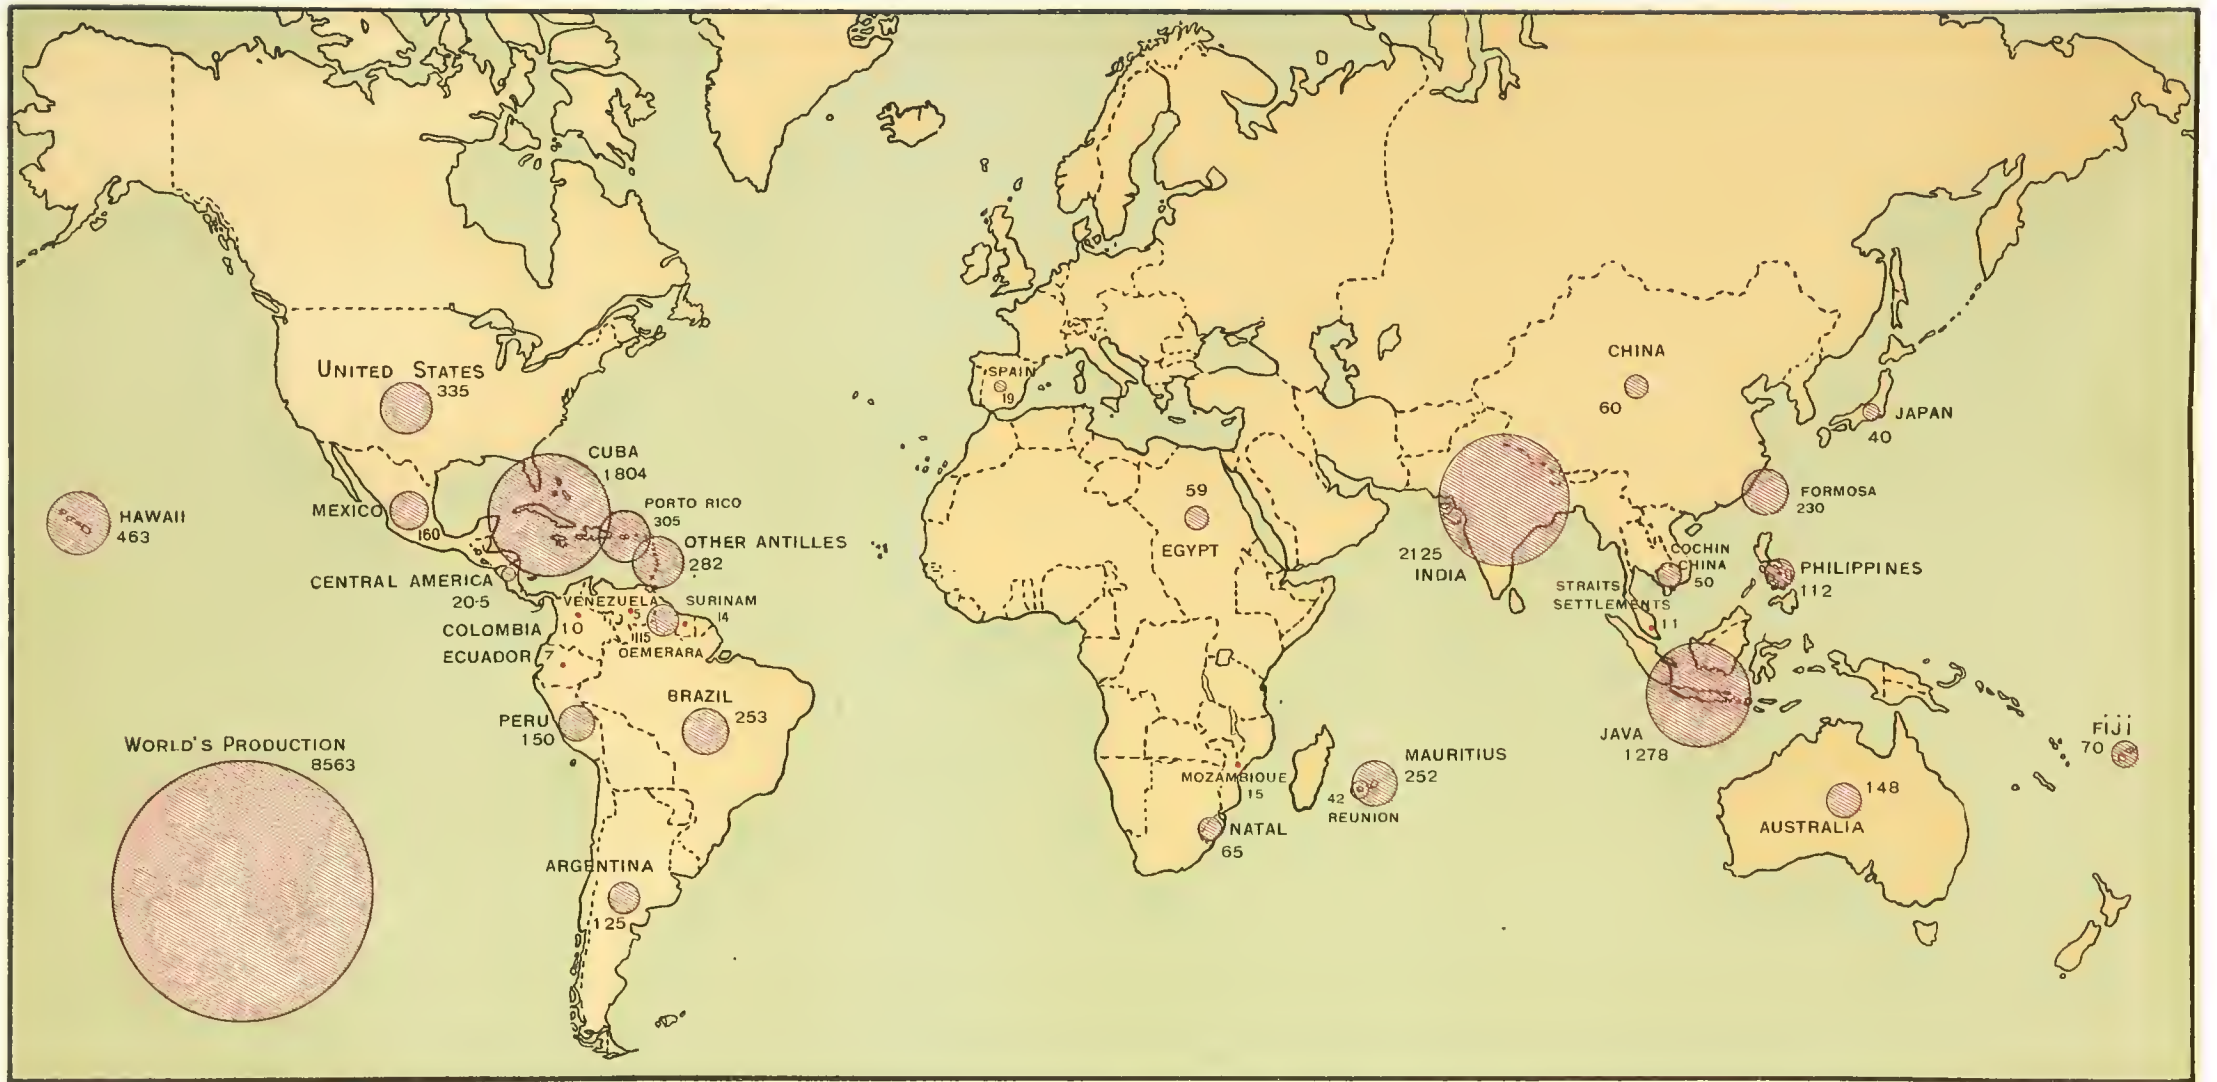 UNITED STATES
335
CUBA
1804
HAWAII
463
MEXICO
160
PORTO RICO
305
OTHER ANTILLES
282
CENTRAL AMERICA
20·5
VENEZUELA
5
SURINAM
14
COLOMBIA 10
115
OEMERARA
ECUADOR 7
BRAZIL
253
PERU
150
WORLD'S PRODUCTION
8563
ARGENTINA
125
SPAIN
19
59
EGYPT
MOZAMBIQUE
15
NATAL
65
MAURITIUS
252
42
REUNION
CHINA
60
JAPAN
40
FORMOSA
230
2125
INDIA
COCHIN
CHINA
50
PHILIPPINES
112
STRAITS
SETTLEMENTS
11
JAVA
1278
FIJI
70
148
AUSTRALIA